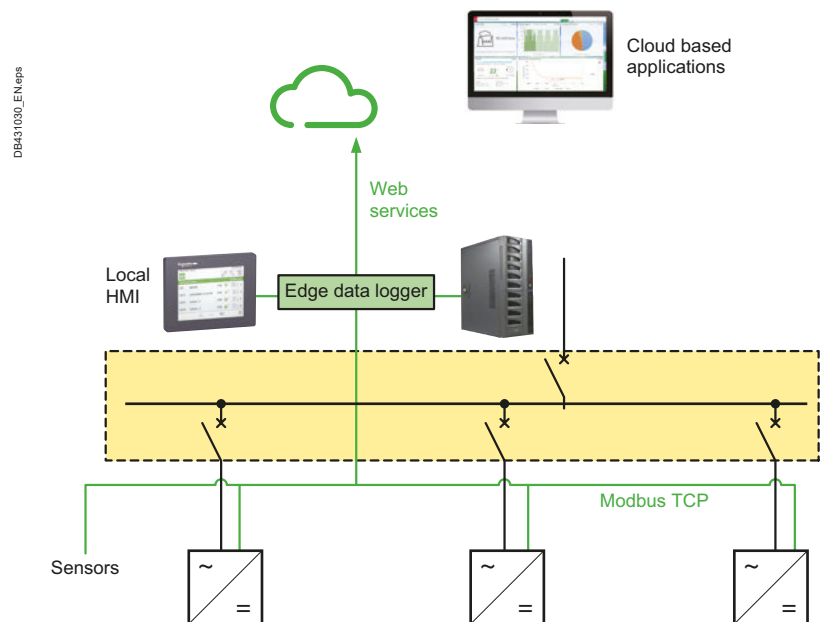 DB431030_EN.eps
Cloud based
applications
Web
services
Local
HMI
Edge data logger
Modbus TCP
Sensors
~
=
~
=
~
=